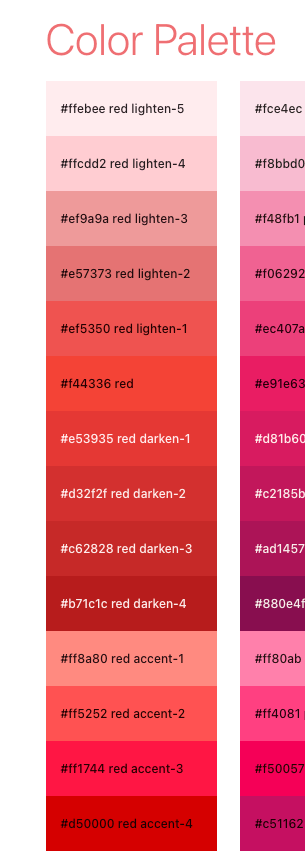 Color Palette
#ffebee red lighten-5
#ffcdd2 red lighten-4
#ef9a9a red lighten-3
#e57373 red lighten-2
#ef5350 red lighten-1
#f44336 red
#e53935 red darken-1
#d32f2f red darken-2
#c62828 red darken-3
#b71c1c red darken-4
#ff8a80 red accent-1
#ff5252 red accent-2
#ff1744 red accent-3
#d50000 red accent-4
#fce4ec
#f8bbd0
#f48fb1
#f06292
#ec407a
#e91e63
#d81b60
#c2185b
#ad1457
#880e4f
#ff80ab
#ff4081
#f50057
#c51162